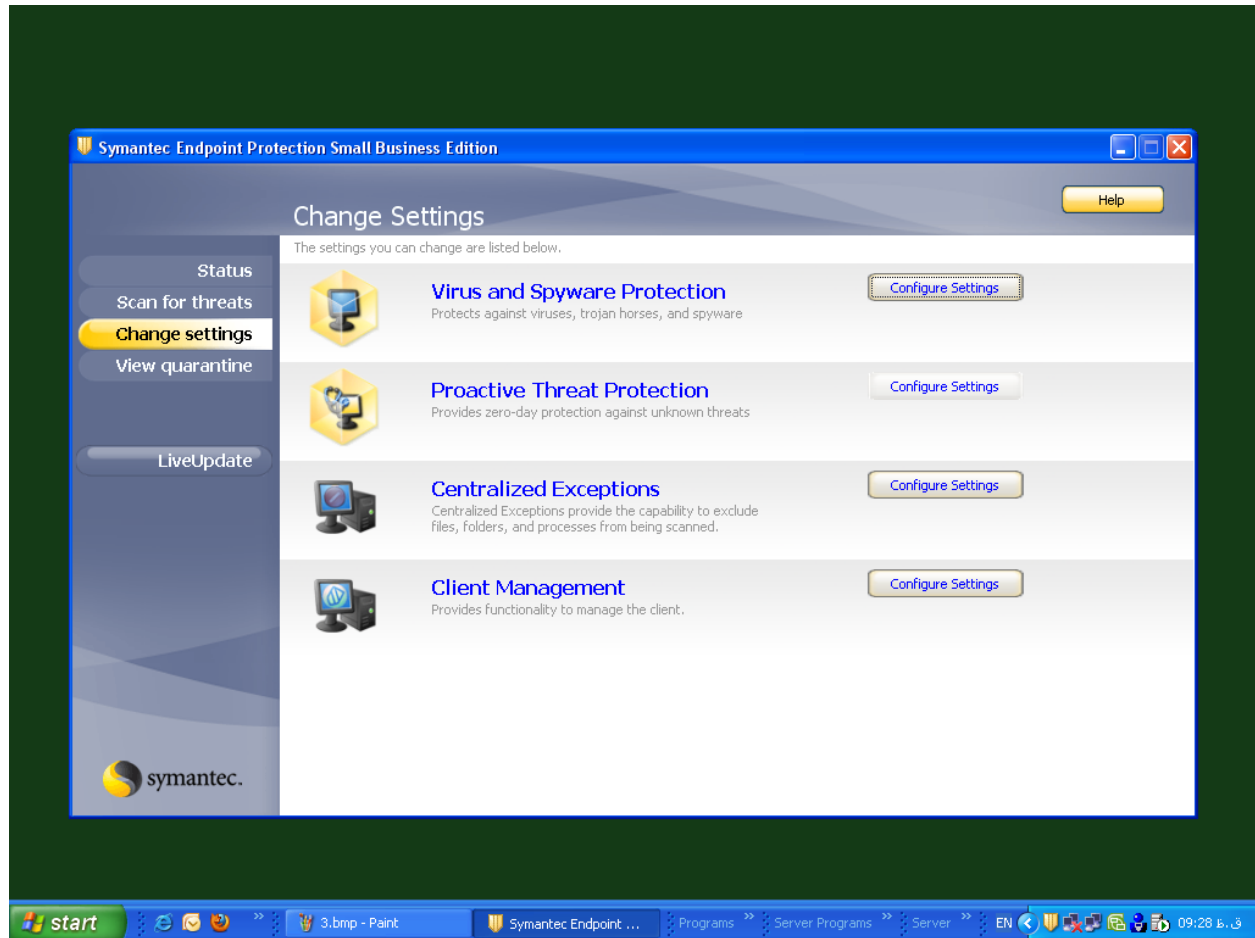 Symantec Endpoint Protection Small Business Edition
Change Settings
Help
The settings you can change are listed below.
Status
Scan for threats
Change settings
View quarantine
LiveUpdate
Virus and Spyware Protection
Protects against viruses, trojan horses, and spyware
Configure Settings
Proactive Threat Protection
Provides zero-day protection against unknown threats
Configure Settings
Centralized Exceptions
Centralized Exceptions provide the capability to exclude
files, folders, and processes from being scanned.
Configure Settings
Client Management
Provides functionality to manage the client.
Configure Settings
symantec.
start
3.bmp - Paint
Symantec Endpoint ...
Programs
Server Programs
Server
EN
09:28 ق.ظ